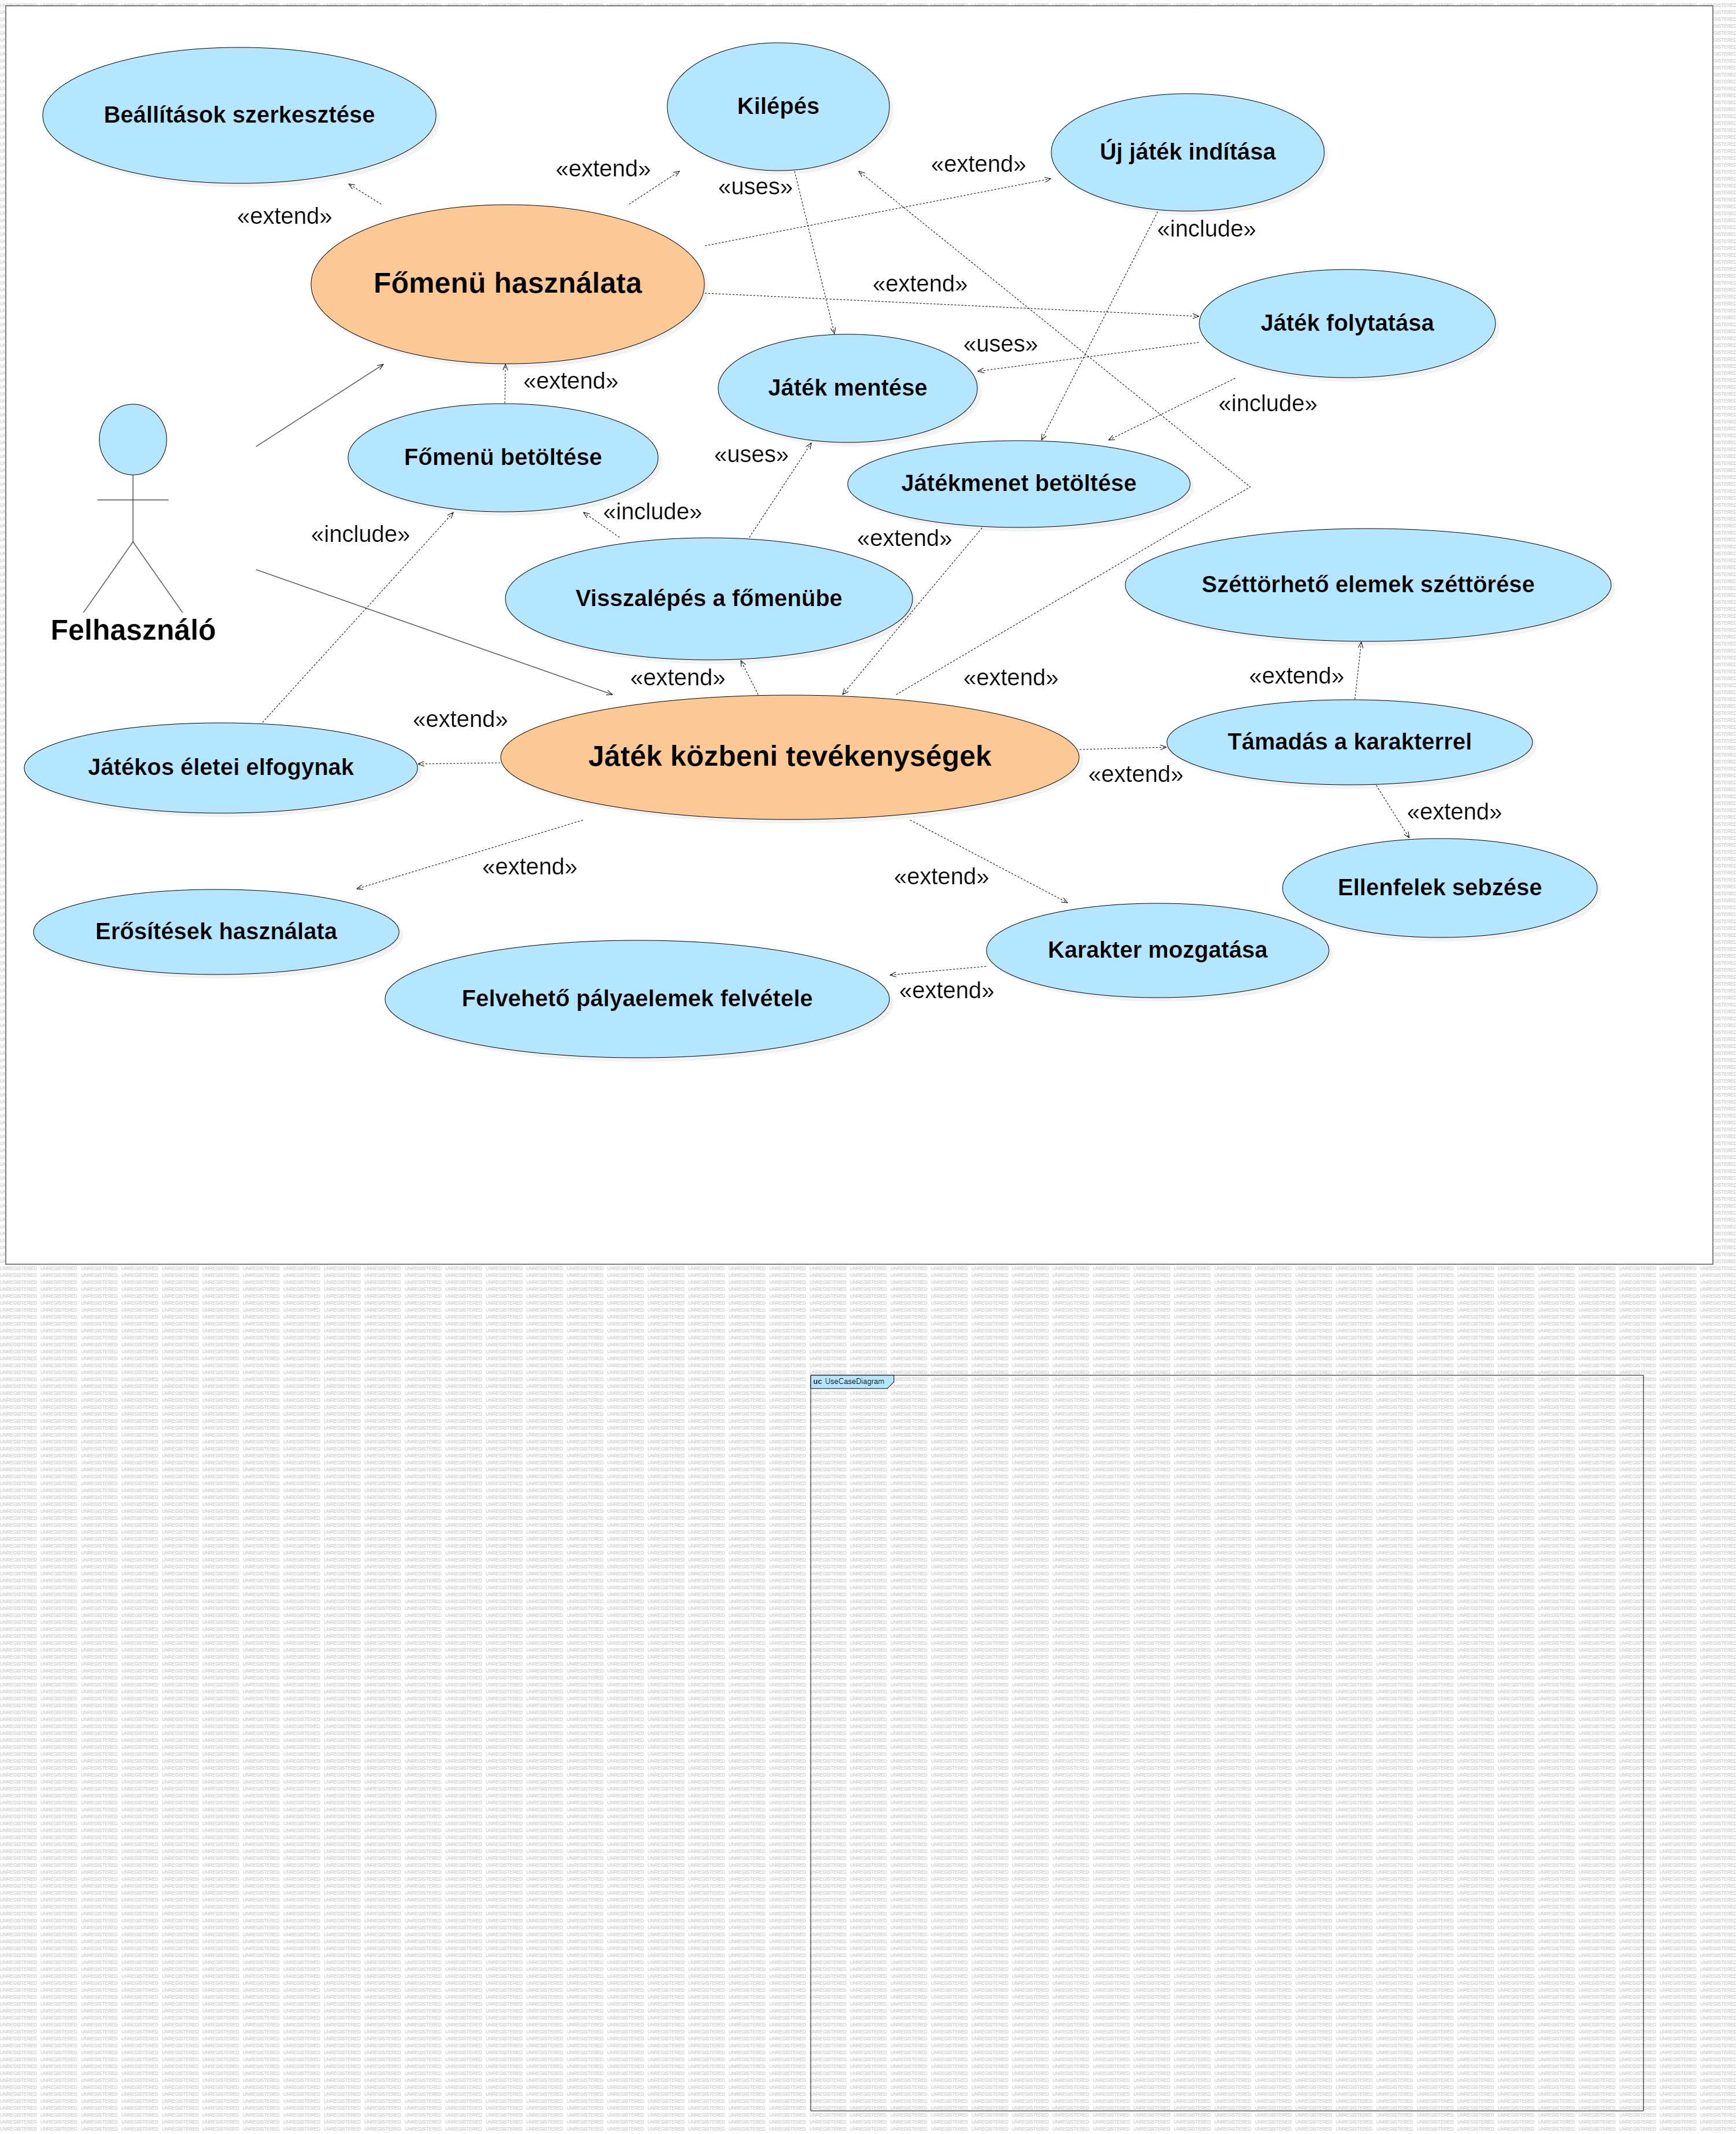 Beállítások szerkesztése
Kilépés
Új játék indítása
«extend»
«extend»
«uses»
«extend»
«include»
Főmenü használata
«extend»
Játék folytatása
«uses»
«extend»
Játék mentése
«include»
Főmenü betöltése
«uses»
Játékmenet betöltése
«include»
«include»
«extend»
Visszalépés a főmenübe
Széttörhető elemek széttörése
Felhasználó
«extend»
«extend»
«extend»
«extend»
Játékos életei elfogynak
Játék közbeni tevékenységek
Támadás a karakterrel
«extend»
«extend»
«extend»
«extend»
Ellenfelek sebzése
Erősítések használata
Karakter mozgatása
Felvehető pályaelemek felvétele
«extend»
uc UseCaseDiagram
UNREGISTERED